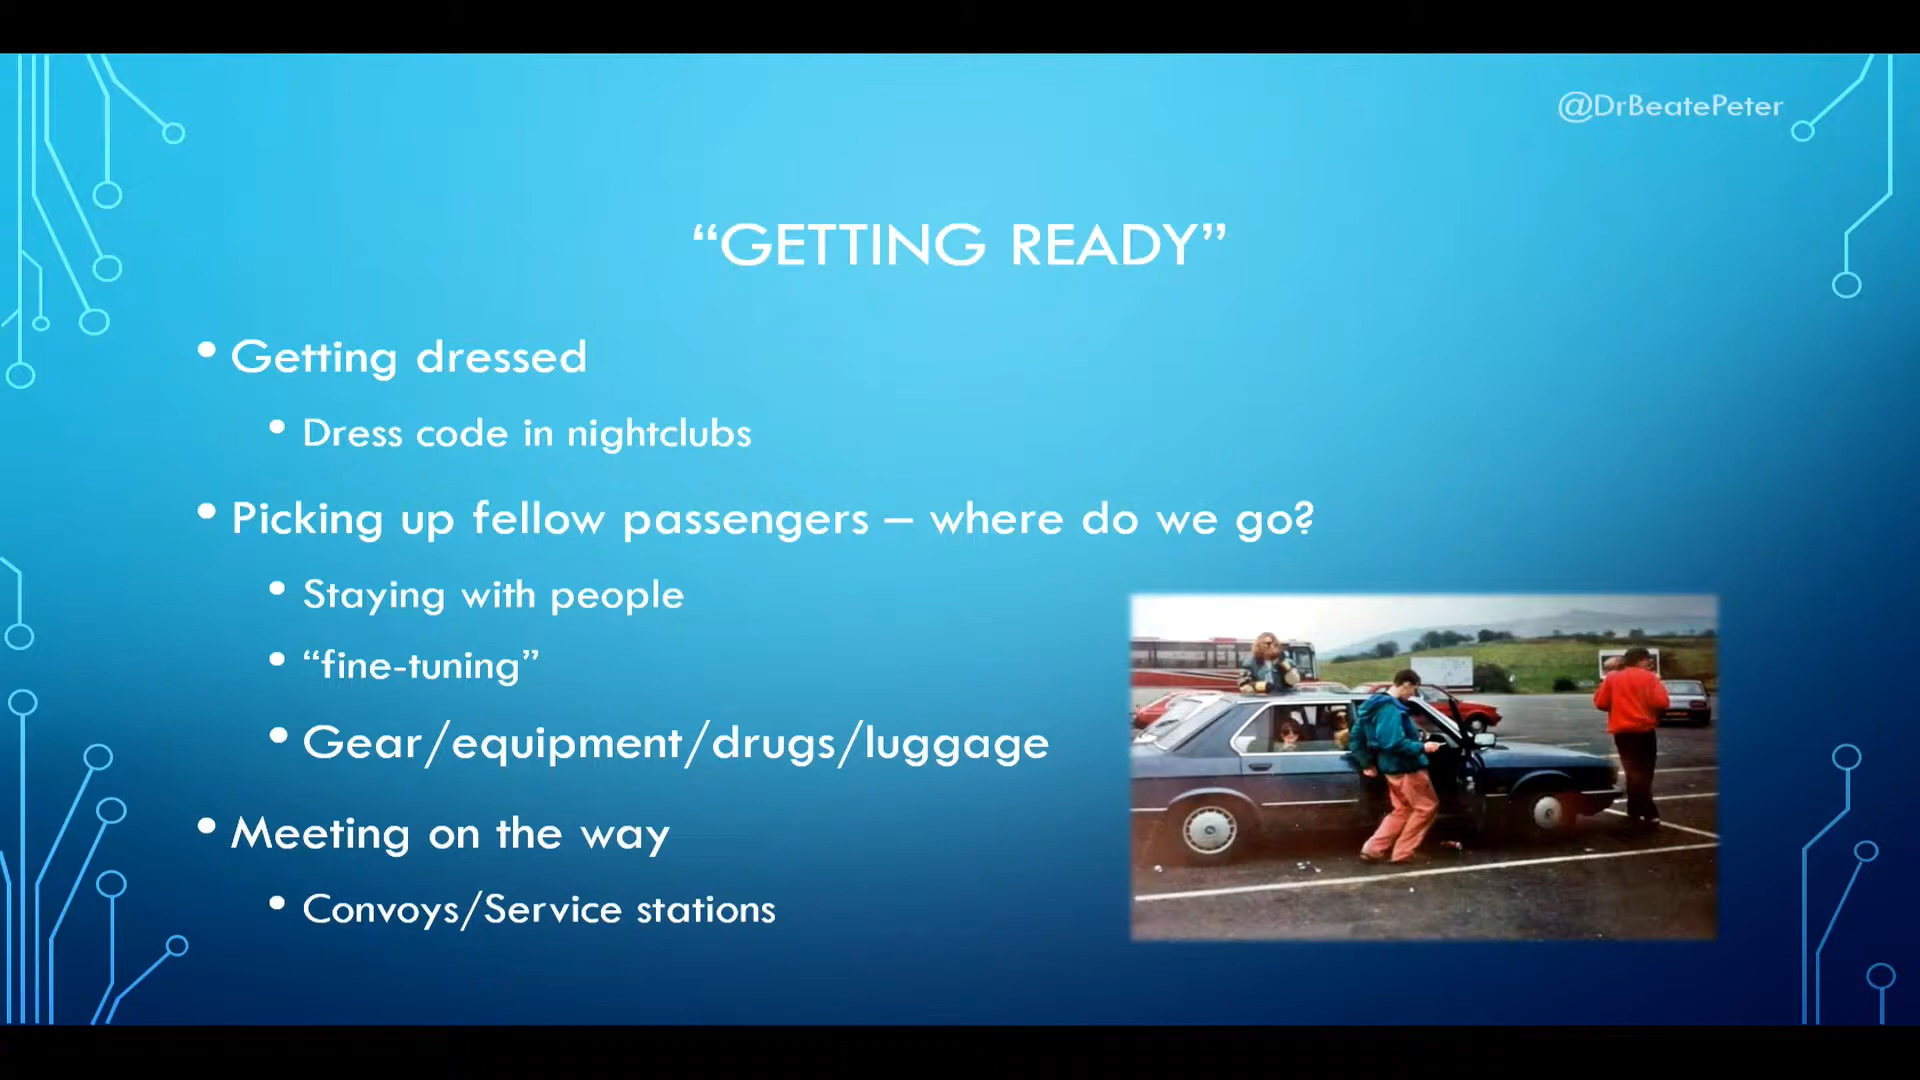 @DrBeatePeter
“GETTING READY”
• Getting dressed
• Dress code in nightclubs
• Picking up fellow passengers – where do we go?
• Staying with people
• “fine-tuning”
• Gear/equipment/drugs/luggage
• Meeting on the way
• Convoys/Service stations